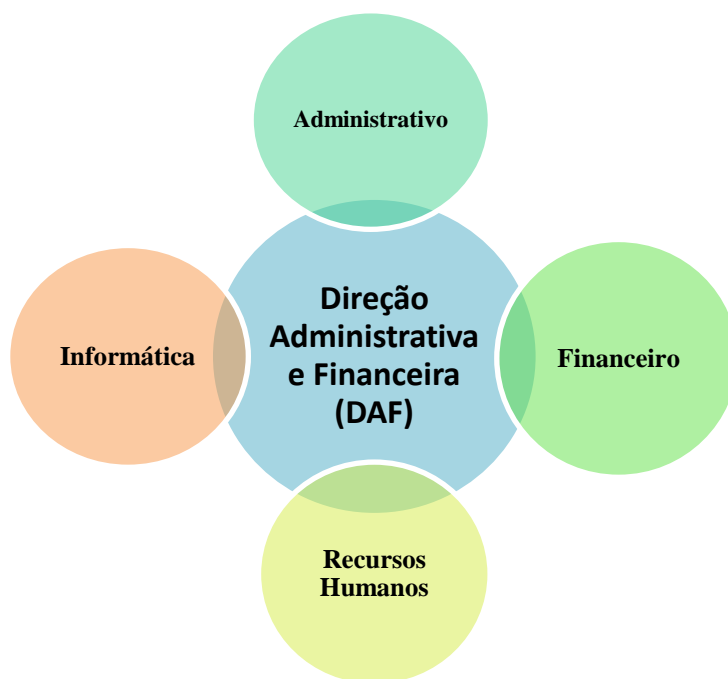 Administrativo
Informática
Direção
Administrativa
e Financeira
(DAF)
Financeiro
Recursos
Humanos